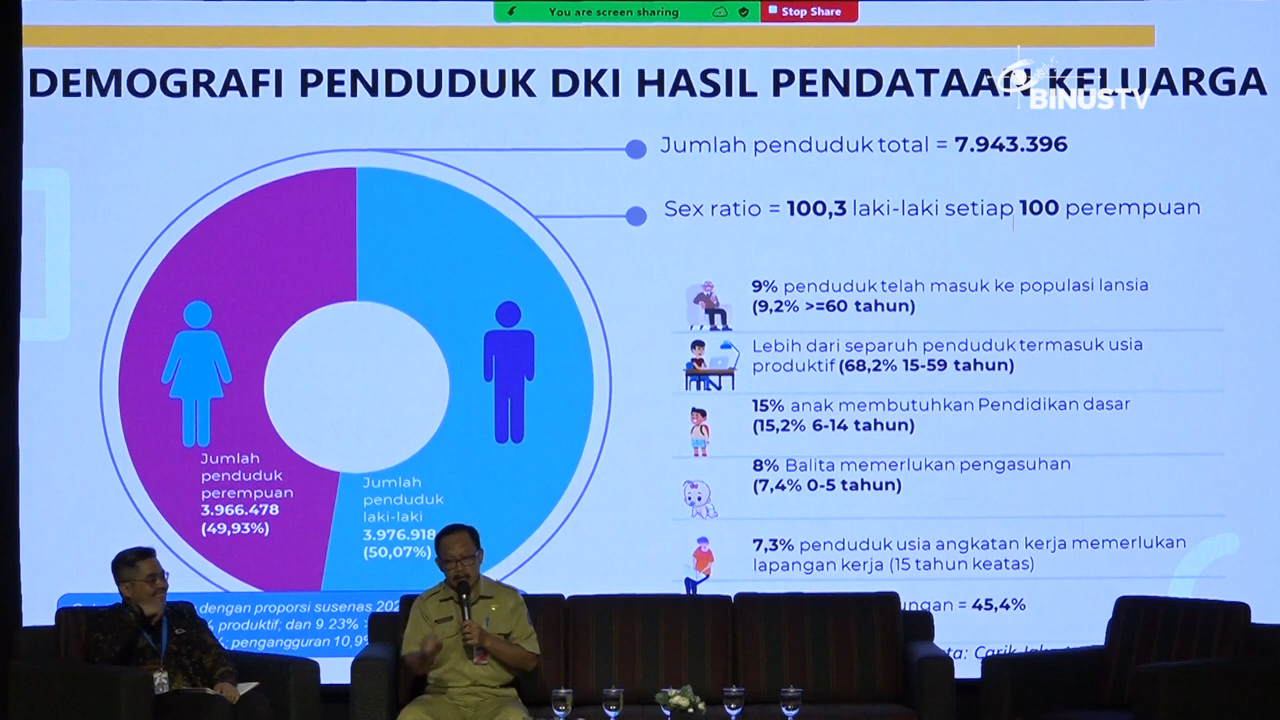 You are screen sharing
Stop Share
DEMOGRAFI PENDUDUK DKI HASIL PENDATAAN KELUARGA
BINUSTV
Jumlah penduduk total = 7.943.396
Sex ratio = 100,3 laki-laki setiap 100 perempuan
9% penduduk telah masuk ke populasi lansia
(9,2% >=60 tahun)
Lebih dari separuh penduduk termasuk usia
produktif (68,2% 15-59 tahun)
15% anak membutuhkan Pendidikan dasar
(15,2% 6-14 tahun)
8% Balita memerlukan pengasuhan
(7,4% 0-5 tahun)
7,3% penduduk usia angkatan kerja memerlukan
lapangan kerja (15 tahun keatas)
= 45,4%
Jumlah
penduduk
perempuan
3.966.478
(49,93%)
Jumlah
penduduk
laki-laki
3.976.918
(50,07%)
dengan proporsi susenas
produktif; dan 9.23%
pengangguran